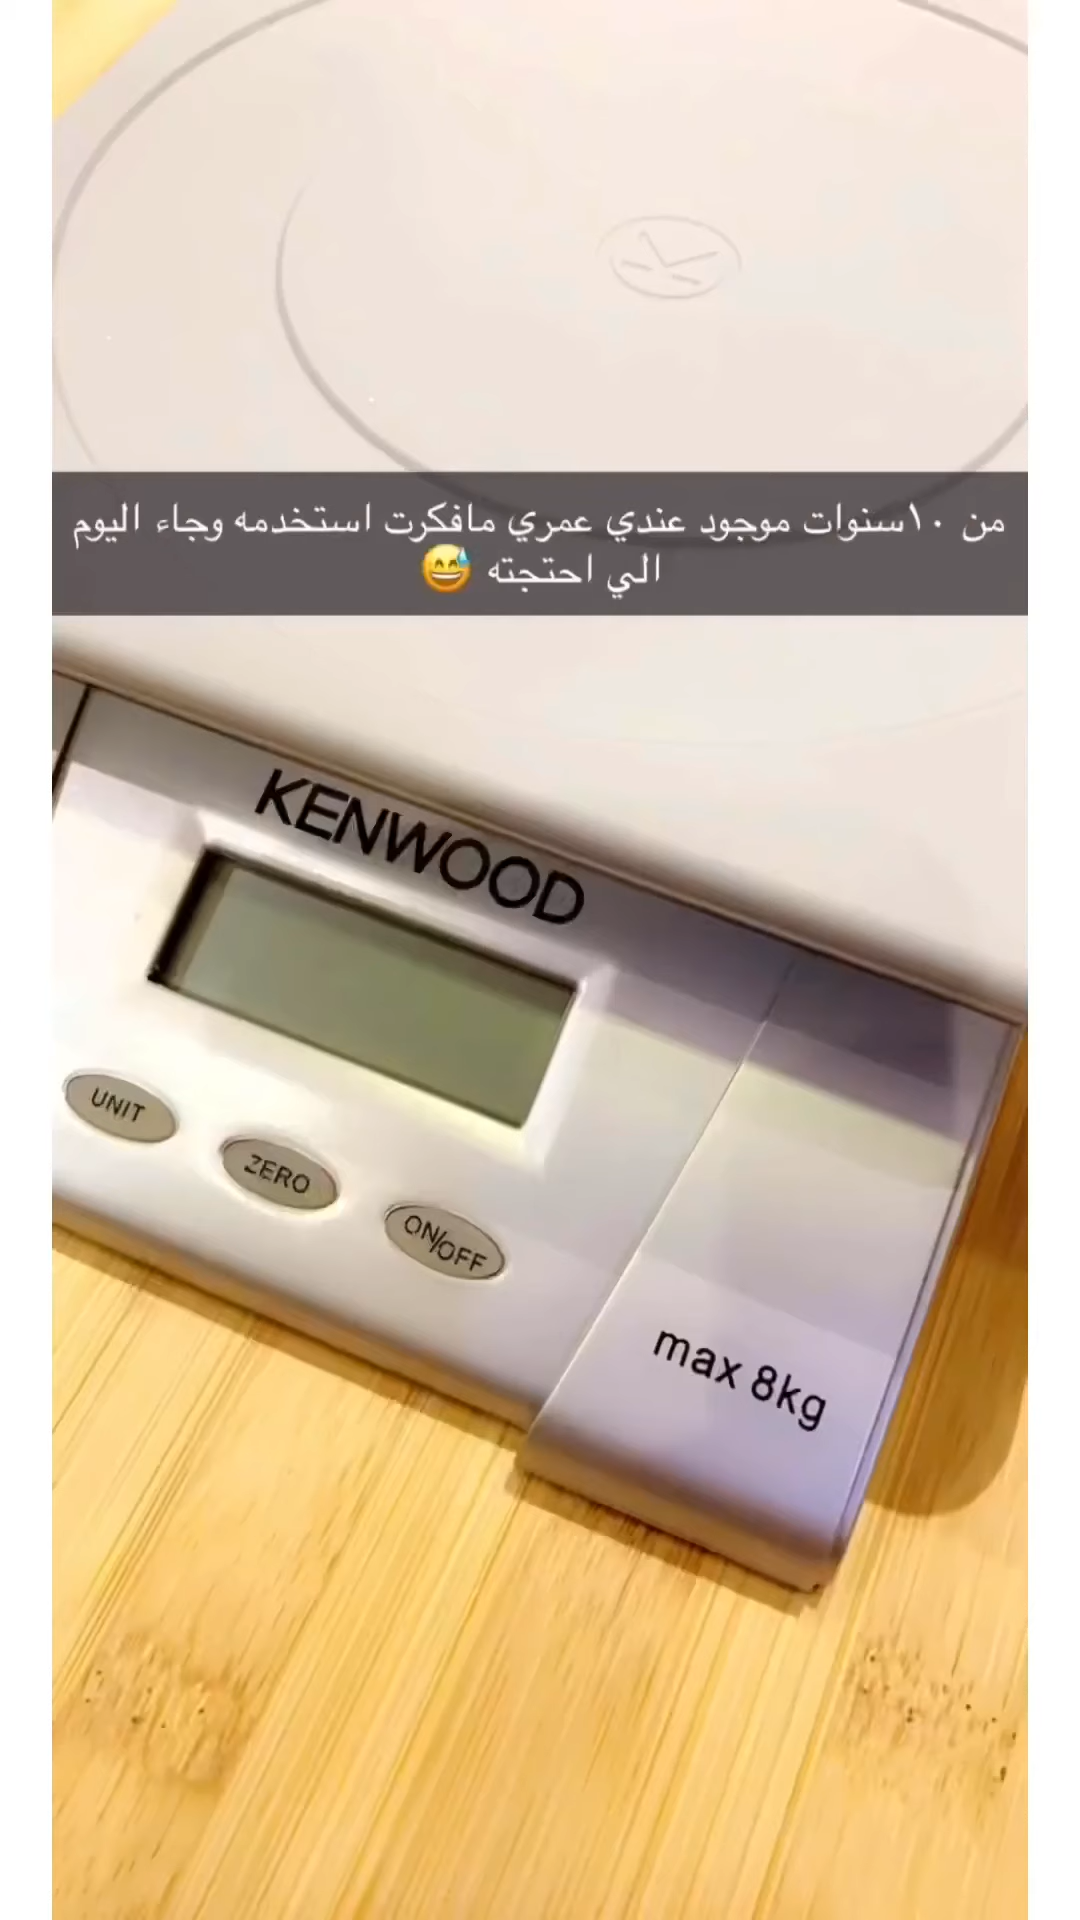 من ١٠سنوات موجود عندي عمري مافكرت استخدمه وجاء اليوم
الي احتجته 😅
KENWOOD
UNIT
ZERO
ON/OFF
max 8kg